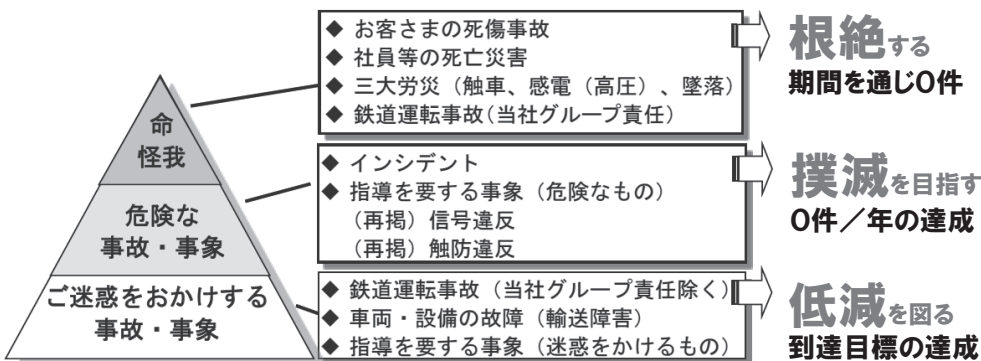 命
怪我
危険な
事故・事象
ご迷惑をおかけする
事故・事象
◆ お客さまの死傷事故
◆ 社員等の死亡災害
◆ 三大労災（触車、感電（高圧）、墜落）
◆ 鉄道運転事故（当社グループ責任）
根絶する
期間を通じ0件
◆ インシデント
◆ 指導を要する事象（危険なもの）
（再掲）信号違反
（再掲）触防違反
撲滅を目指す
0件／年の達成
◆ 鉄道運転事故（当社グループ責任除く）
◆ 車両・設備の故障（輸送障害）
◆ 指導を要する事象（迷惑をかけるもの）
低減を図る
到達目標の達成